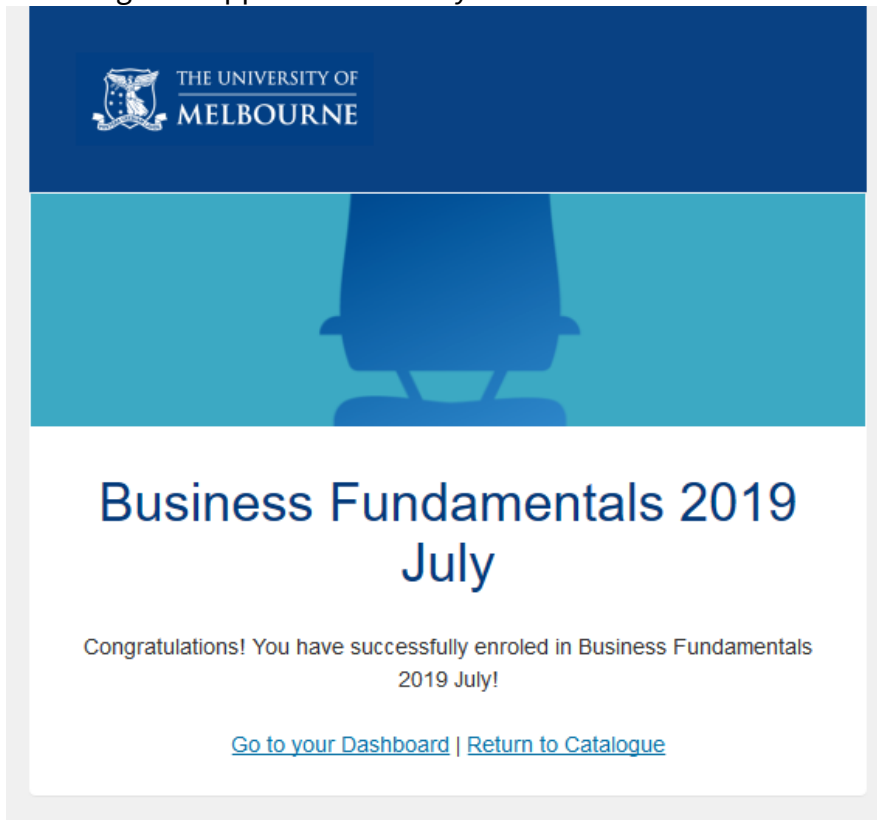 THE UNIVERSITY OF
MELBOURNE
Business Fundamentals 2019
July
Congratulations! You have successfully enroled in Business Fundamentals
2019 July!
Go to your Dashboard | Return to Catalogue